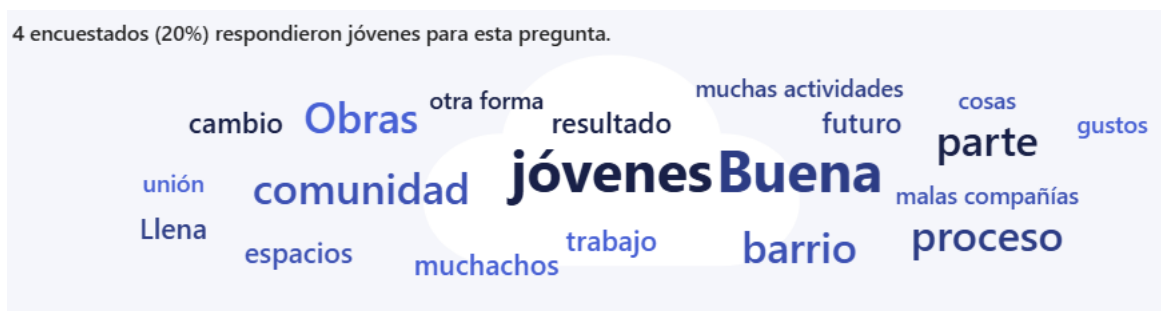 4 encuestados (20%) respondieron jóvenes para esta pregunta.
muchas actividades
otra forma
cosas
cambio
Obras
resultado
futuro
gustos
parte
jóvenes
Buena
unión
comunidad
malas compañías
Llena
espacios
trabajo
barrio
proceso
muchachos